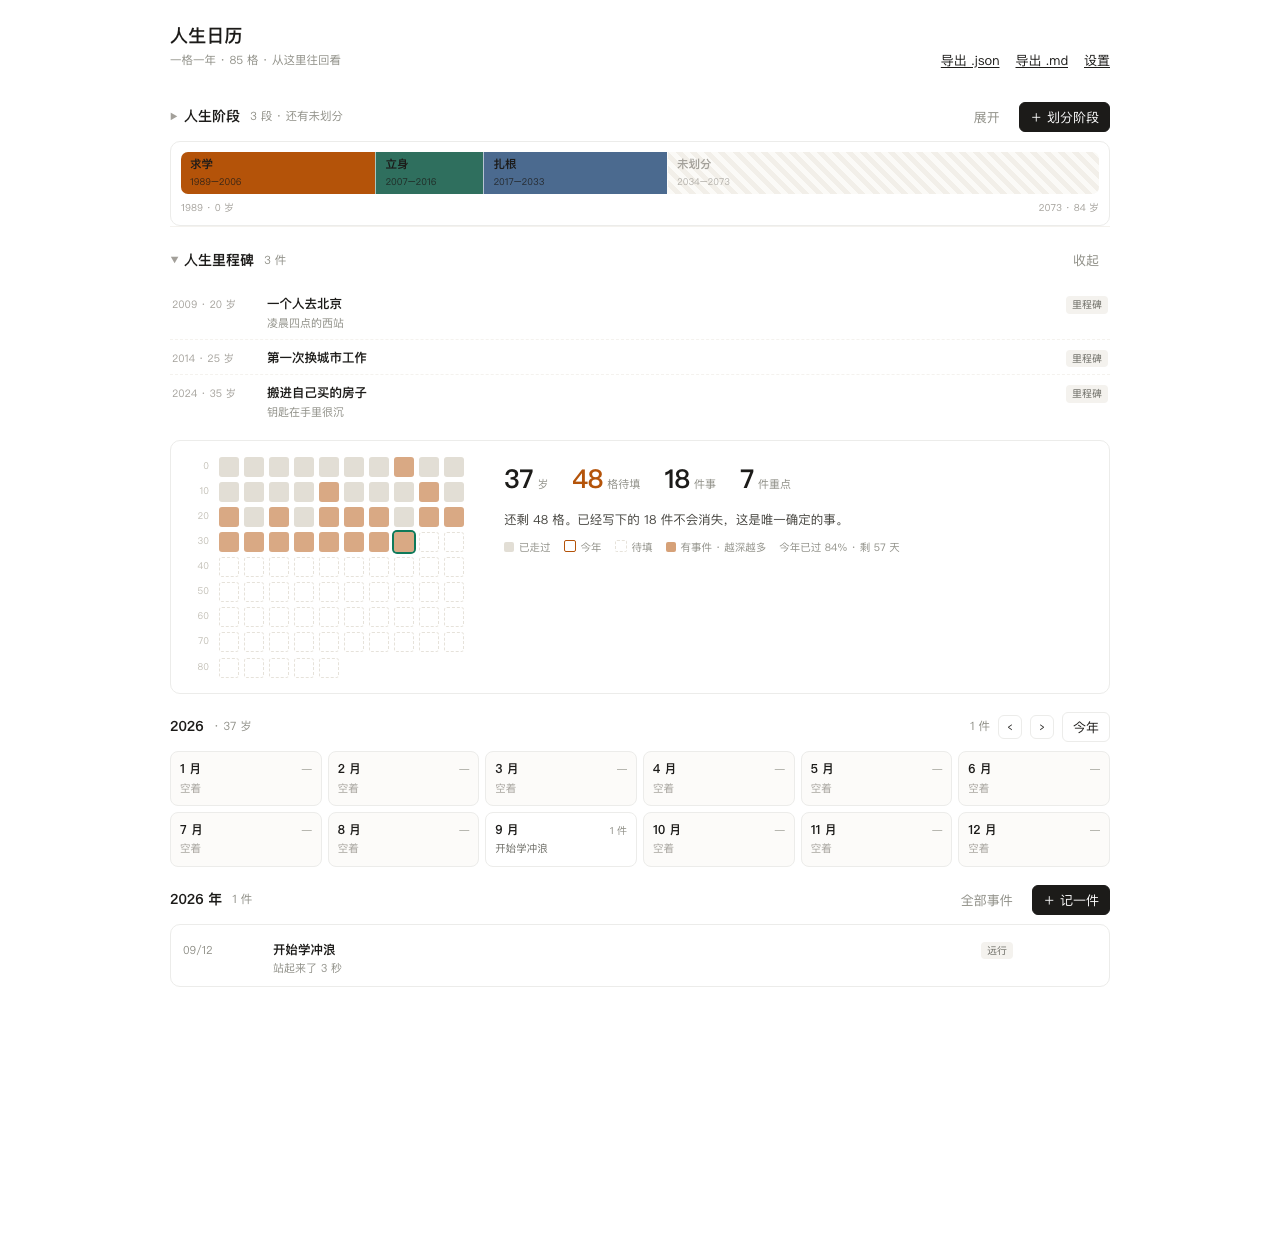 人生日历
一格一年 · 85 格 · 从这里往回看
导出 .json 导出 .md 设置
▶ 人生阶段 3 段 · 还有未划分 展开 + 划分阶段
求学 立身 扎根 未划分
1989—2006 2007—2016 2017—2033 2034—2073
1989 · 0 岁 2073 · 84 岁
▼ 人生里程碑 3 件 收起
2009 · 20 岁 一个人去北京 里程碑
凌晨四点的西站
2014 · 25 岁 第一次换城市工作 里程碑
2024 · 35 岁 搬进自己买的房子 里程碑
钥匙在手里很沉
0
10
20
30
40
50
60
70
80
37 岁 48 格待填 18 件事 7 件重点
还剩 48 格。已经写下的 18 件不会消失，这是唯一确定的事。
已走过 今年 待填 有事件 · 越深越多 今年已过 84% · 剩 57 天
2026 · 37 岁 1 件 < > 今年
1 月 — 2 月 — 3 月 — 4 月 — 5 月 — 6 月 —
空着 空着 空着 空着 空着 空着
7 月 — 8 月 — 9 月 1 件 10 月 — 11 月 — 12 月 —
空着 空着 开始学冲浪 空着 空着 空着
2026 年 1 件 全部事件 + 记一件
09/12 开始学冲浪 远行
站起来了 3 秒